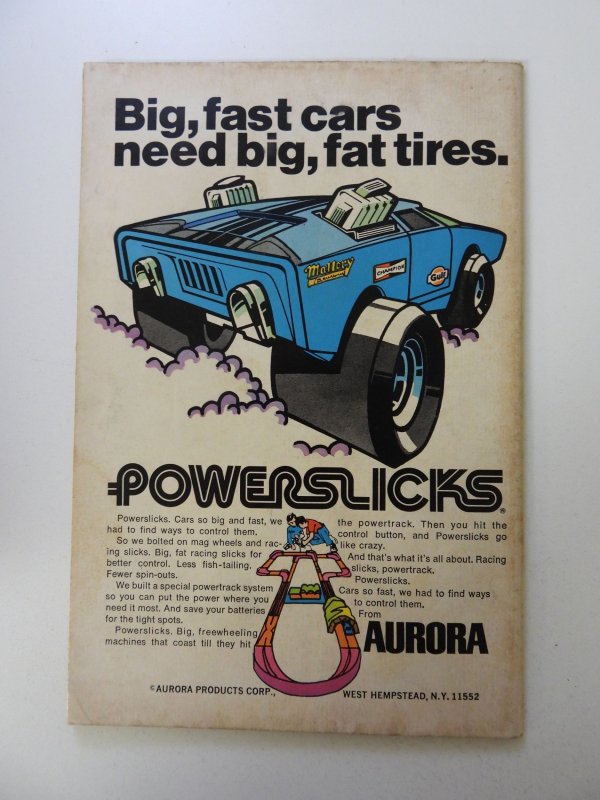 Big, fast cars
need big, fat tires.
Mallory
CHAMPION
Gulf
POWERSLICKS®
Powerslicks. Cars so big and fast, we
had to find ways to control them.
So we bolted on mag wheels and rac-
ing slicks. Big, fat racing slicks for
better control. Less fish-tailing.
Fewer spin-outs.
We built a special powertrack system
so you can put the power where you
need it most. And save your batteries
for the tight spots.
Powerslicks. Big, freewheeling
machines that coast till they hit
the powertrack. Then you hit the
control button, and Powerslicks go
like crazy.
And that's what it's all about. Racing
slicks, powertrack.
Powerslicks.
Cars so fast, we had to find ways
to control them.
From
AURORA
©AURORA PRODUCTS CORP., WEST HEMPSTEAD, N.Y. 11552